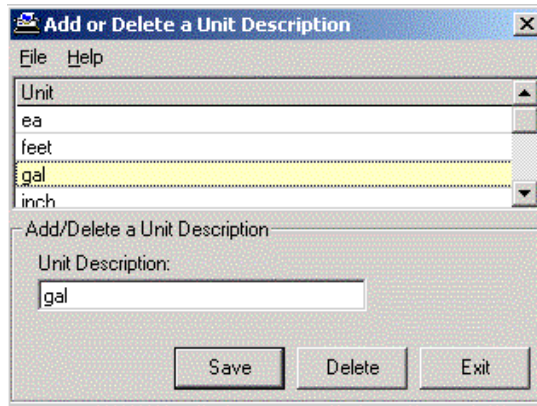 Add or Delete a Unit Description
File Help
Unit
ea
feet
gal
inch
Add/Delete a Unit Description
Unit Description:
gal
Save Delete Exit